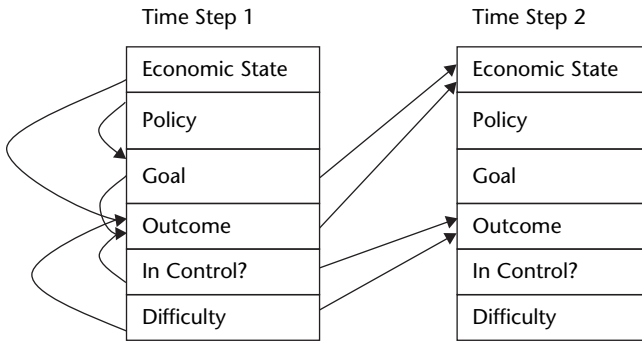 Time Step 1
Time Step 2
Economic State
Policy
Goal
Outcome
In Control?
Difficulty
Economic State
Policy
Goal
Outcome
In Control?
Difficulty